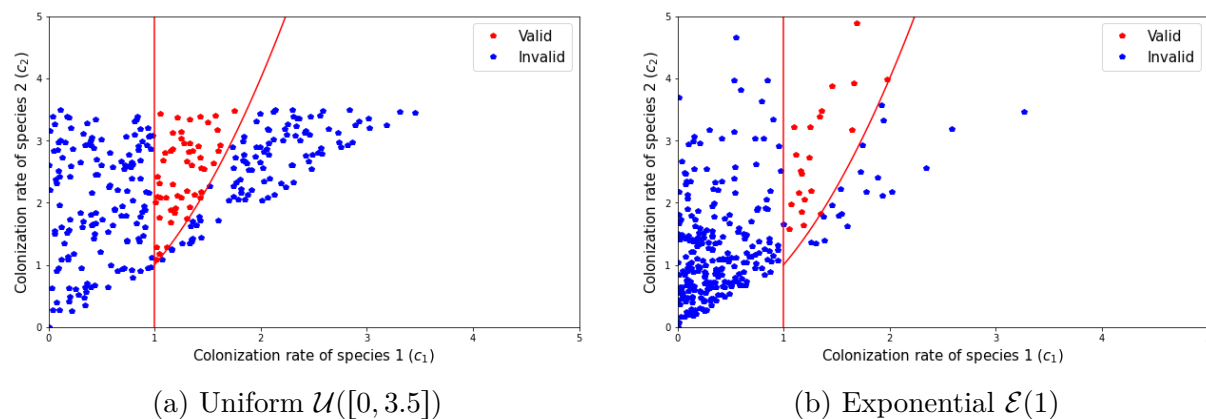 5
4
3
2
1
0
0
1
2
3
4
5
Colonization rate of species 2 (c₂)
Colonization rate of species 1 (c₁)
Valid
Invalid
(a) Uniform 𝒰([0, 3.5])
5
4
3
2
1
0
0
1
2
3
4
Colonization rate of species 2 (c₂)
Colonization rate of species 1 (c₁)
Valid
Invalid
(b) Exponential ℰ(1)